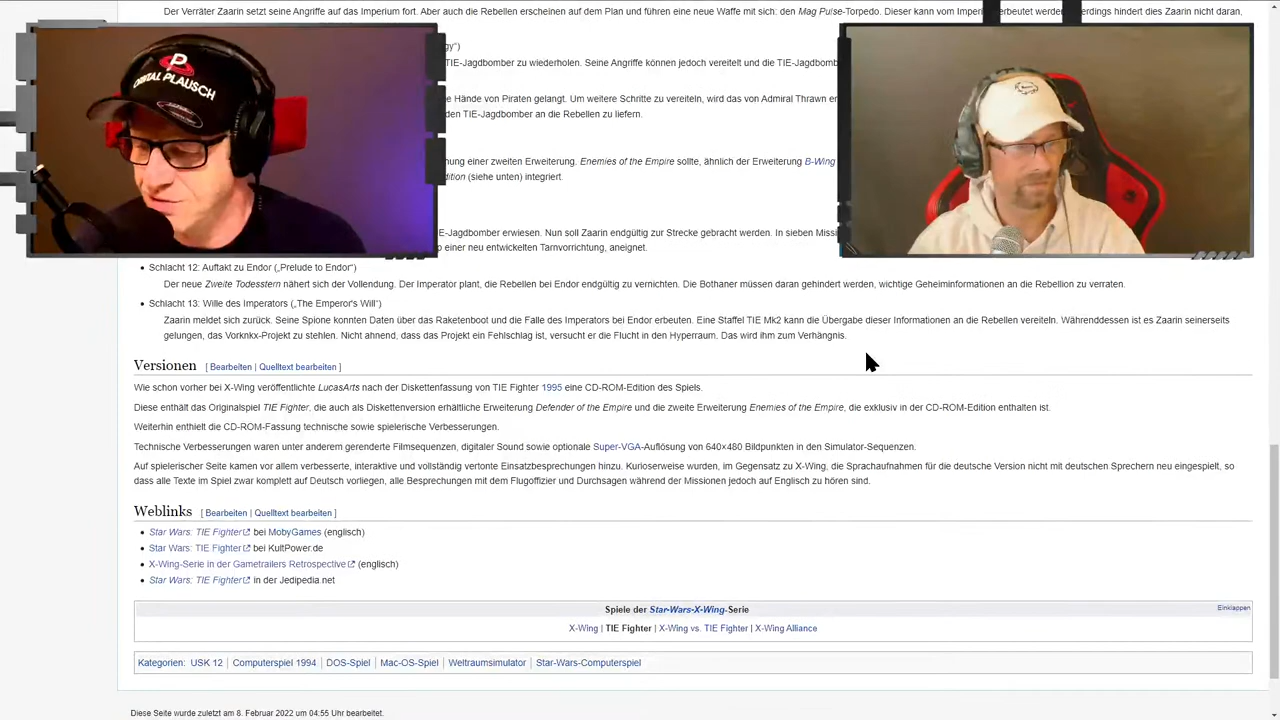 Der Verräter Zaarin setzt seine Angriffe auf das Imperium fort. Aber auch die Rebellen erscheinen auf dem Plan und führen eine neue Waffe mit sich: den Mag Pulse-Torpedo. Dieser kann vom Imperi erbeutet werde erdings hindert dies Zaarin nicht daran,
gy“)
TIE-Jagdbomber zu wiederholen. Seine Angriffe können jedoch vereitelt und die TIE-Jagdbomb
e Hände von Piraten gelangt. Um weitere Schritte zu vereiteln, wird das von Admiral Thrawn er
den TIE-Jagdbomber an die Rebellen zu liefern.
ORBITAL PLAUSCH
hung einer zweiten Erweiterung. Enemies of the Empire sollte, ähnlich der Erweiterung B-Wing
dition (siehe unten) integriert.
E-Jagdbomber erwiesen. Nun soll Zaarin endgültig zur Strecke gebracht werden. In sieben Missi
o einer neu entwickelten Tarnvorrichtung, aneignet.
• Schlacht 12: Auftakt zu Endor („Prelude to Endor“)
Der neue Zweite Todesstern nähert sich der Vollendung. Der Imperator plant, die Rebellen bei Endor endgültig zu vernichten. Die Bothaner müssen daran gehindert werden, wichtige Geheiminformationen an die Rebellion zu verraten.
• Schlacht 13: Wille des Imperators („The Emperor's Will“)
Zaarin meldet sich zurück. Seine Spione konnten Daten über das Raketenboot und die Falle des Imperators bei Endor erbeuten. Eine Staffel TIE Mk2 kann die Übergabe dieser Informationen an die Rebellen vereiteln. Währenddessen ist es Zaarin seinerseits
gelungen, das Vorknkx-Projekt zu stehlen. Nicht ahnend, dass das Projekt ein Fehlschlag ist, versucht er die Flucht in den Hyperraum. Das wird ihm zum Verhängnis.
Versionen [ Bearbeiten | Quelltext bearbeiten ]
Wie schon vorher bei X-Wing veröffentlichte LucasArts nach der Diskettenfassung von TIE Fighter 1995 eine CD-ROM-Edition des Spiels.
Diese enthält das Originalspiel TIE Fighter, die auch als Diskettenversion erhältliche Erweiterung Defender of the Empire und die zweite Erweiterung Enemies of the Empire, die exklusiv in der CD-ROM-Edition enthalten ist.
Weiterhin enthielt die CD-ROM-Fassung technische sowie spielerische Verbesserungen.
Technische Verbesserungen waren unter anderem gerenderte Filmsequenzen, digitaler Sound sowie optionale Super-VGA-Auflösung von 640×480 Bildpunkten in den Simulator-Sequenzen.
Auf spielerischer Seite kamen vor allem verbesserte, interaktive und vollständig vertonte Einsatzbesprechungen hinzu. Kurioserweise wurden, im Gegensatz zu X-Wing, die Sprachaufnahmen für die deutsche Version nicht mit deutschen Sprechern neu eingespielt, so
dass alle Texte im Spiel zwar komplett auf Deutsch vorliegen, alle Besprechungen mit dem Flugoffizier und Durchsagen während der Missionen jedoch auf Englisch zu hören sind.
Weblinks [ Bearbeiten | Quelltext bearbeiten ]
• Star Wars: TIE Fighter bei MobyGames (englisch)
• Star Wars: TIE Fighter bei KultPower.de
• X-Wing-Serie in der Gametrailers Retrospective (englisch)
• Star Wars: TIE Fighter in der Jedipedia.net
Spiele der Star-Wars-X-Wing-Serie Einklappen
X-Wing | TIE Fighter | X-Wing vs. TIE Fighter | X-Wing Alliance
Kategorien: USK 12 | Computerspiel 1994 | DOS-Spiel | Mac-OS-Spiel | Weltraumsimulator | Star-Wars-Computerspiel
Diese Seite wurde zuletzt am 8. Februar 2022 um 04:55 Uhr bearbeitet.